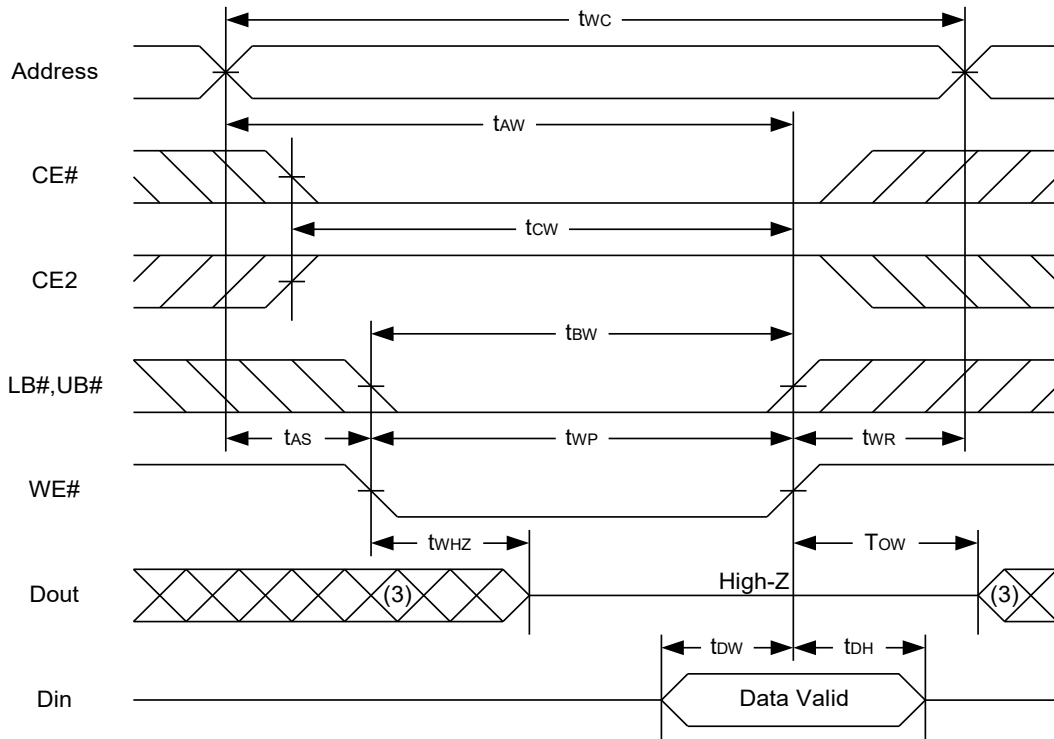 tWC
Address
tAW
CE#
tCW
CE2
tBW
LB#,UB#
tAS
tWP
tWR
WE#
tWHZ
TOW
Dout
(3)
High-Z
(3)
tDW
tDH
Din
Data Valid